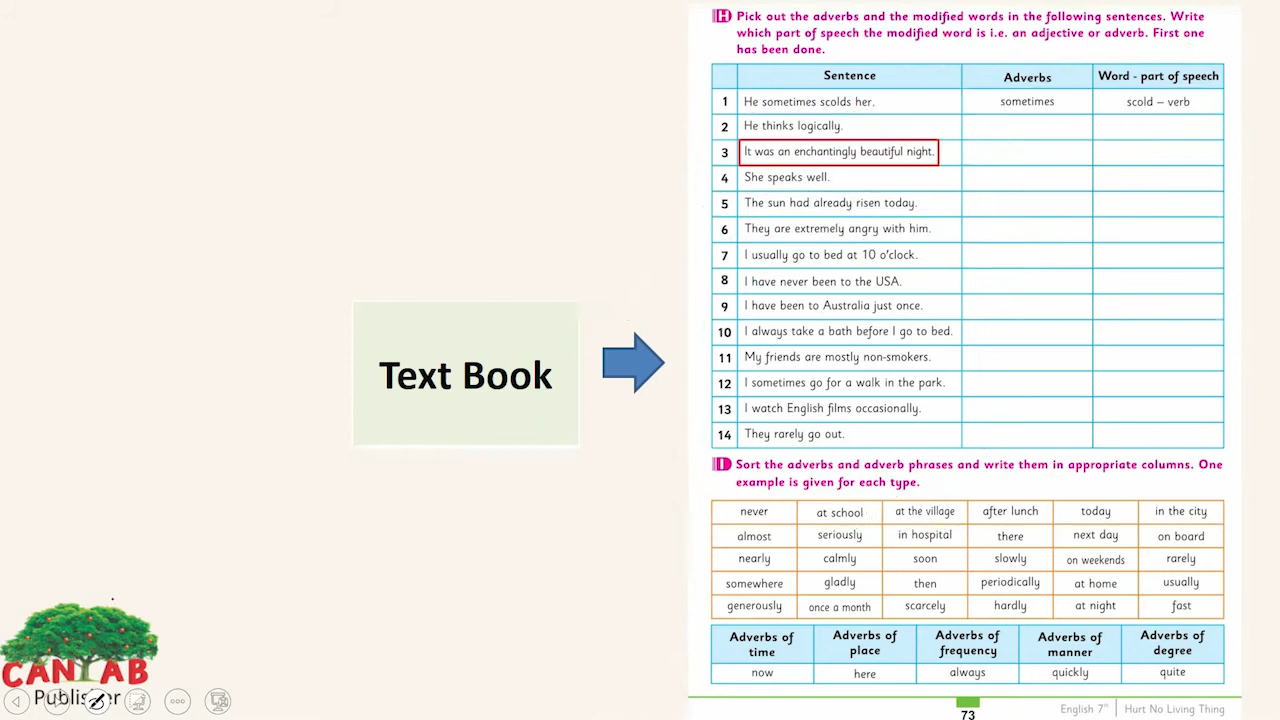 H Pick out the adverbs and the modified words in the following sentences. Write
which part of speech the modified word is i.e. an adjective or adverb. First one
has been done.
Sentence Adverbs Word - part of speech
1 He sometimes scolds her. sometimes scold – verb
2 He thinks logically.
3 It was an enchantingly beautiful night.
4 She speaks well.
5 The sun had already risen today.
6 They are extremely angry with him.
7 I usually go to bed at 10 o'clock.
8 I have never been to the USA.
9 I have been to Australia just once.
10 I always take a bath before I go to bed.
11 My friends are mostly non-smokers.
12 I sometimes go for a walk in the park.
13 I watch English films occasionally.
14 They rarely go out.
Text Book
I Sort the adverbs and adverb phrases and write them in appropriate columns. One
example is given for each type.
never at school at the village after lunch today in the city
almost seriously in hospital there next day on board
nearly calmly soon slowly on weekends rarely
somewhere gladly then periodically at home usually
generously once a month scarcely hardly at night fast
Adverbs of time Adverbs of place Adverbs of frequency Adverbs of manner Adverbs of degree
now here always quickly quite
CANTAB
Publisher
73 English 7th Hurt No Living Thing